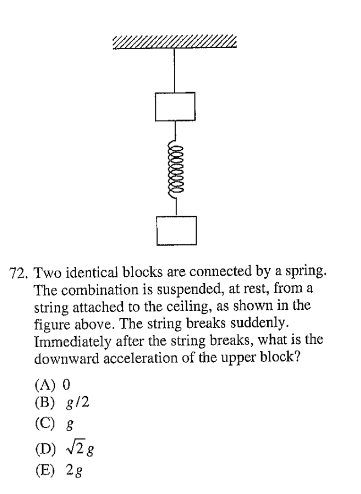 72. Two identical blocks are connected by a spring.
The combination is suspended, at rest, from a
string attached to the ceiling, as shown in the
figure above. The string breaks suddenly.
Immediately after the string breaks, what is the
downward acceleration of the upper block?
(A) 0
(B) g/2
(C) g
(D) √2g
(E) 2g